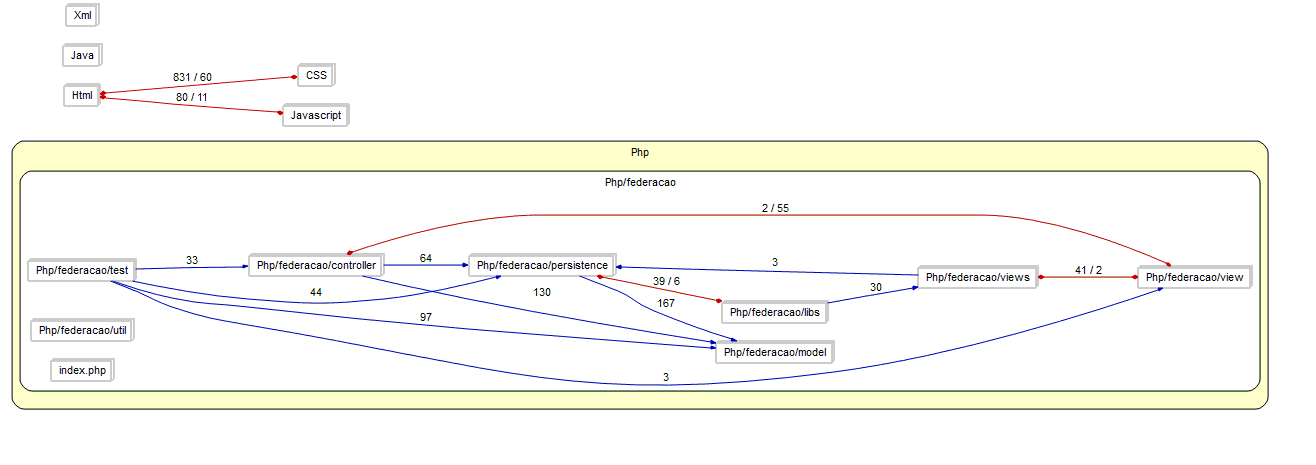 Xml
Java
831 / 60
CSS
Html
80 / 11
Javascript
Php
Php/federacao
2 / 55
Php/federacao/test
33
Php/federacao/controller
64
Php/federacao/persistence
3
Php/federacao/views
41 / 2
Php/federacao/view
39 / 6
30
44
130
167
Php/federacao/libs
97
Php/federacao/util
Php/federacao/model
index.php
3